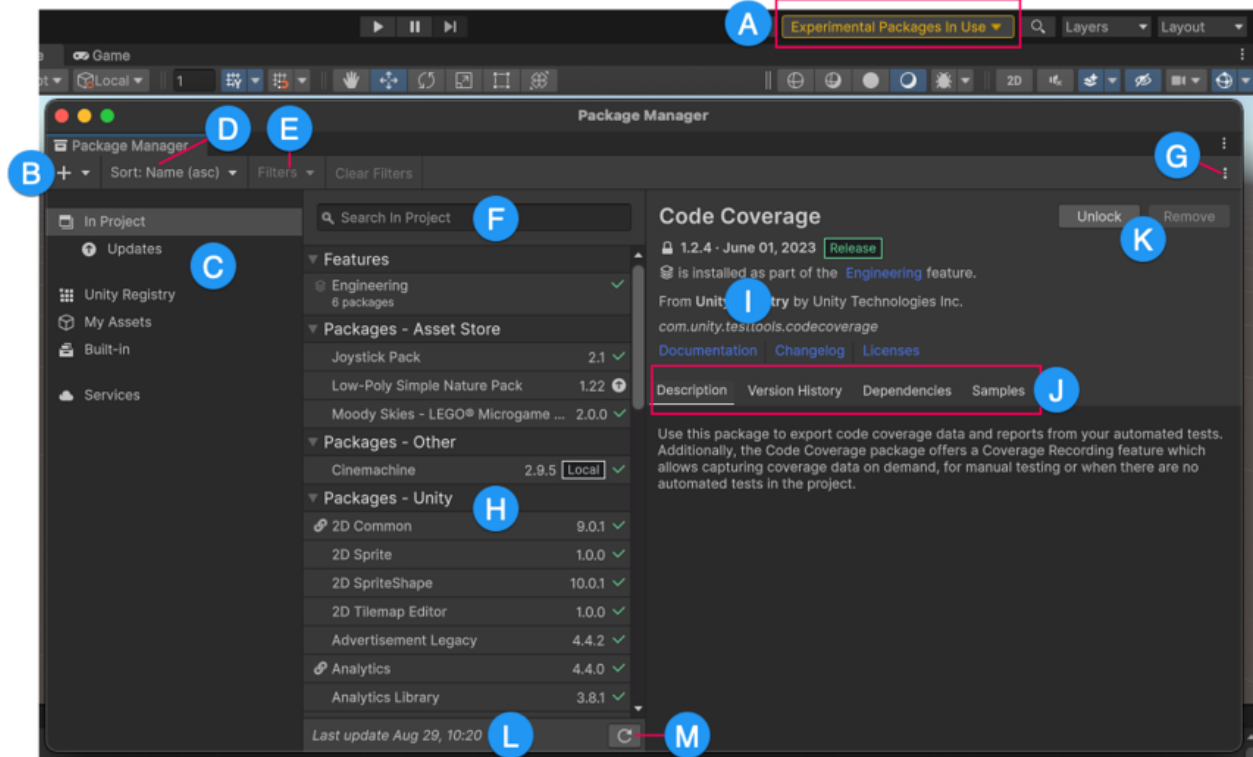 A
Experimental Packages In Use
Layers
Layout
Game
Local
1
2D
Package Manager
D
E
Package Manager
G
B
+
Sort: Name (asc)
Filters
Clear Filters
In Project
Updates
C
Unity Registry
My Assets
Built-in
Services
Search In Project
F
Features
Engineering
6 packages
Packages - Asset Store
Joystick Pack 2.1
Low-Poly Simple Nature Pack 1.22
Moody Skies - LEGO® Microgame ... 2.0.0
Packages - Other
Cinemachine 2.9.5 Local
Packages - Unity
H
2D Common 9.0.1
2D Sprite 1.0.0
2D SpriteShape 10.0.1
2D Tilemap Editor 1.0.0
Advertisement Legacy 4.4.2
Analytics 4.4.0
Analytics Library 3.8.1
Last update Aug 29, 10:20
L
M
Code Coverage
Unlock
Remove
K
1.2.4 · June 01, 2023 Release
is installed as part of the Engineering feature.
From by Unity Technologies Inc.
I
com.unity.testtools.codecoverage
Documentation Changelog Licenses
Description Version History Dependencies Samples
J
Use this package to export code coverage data and reports from your automated tests.
Additionally, the Code Coverage package offers a Coverage Recording feature which
allows capturing coverage data on demand, for manual testing or when there are no
automated tests in the project.